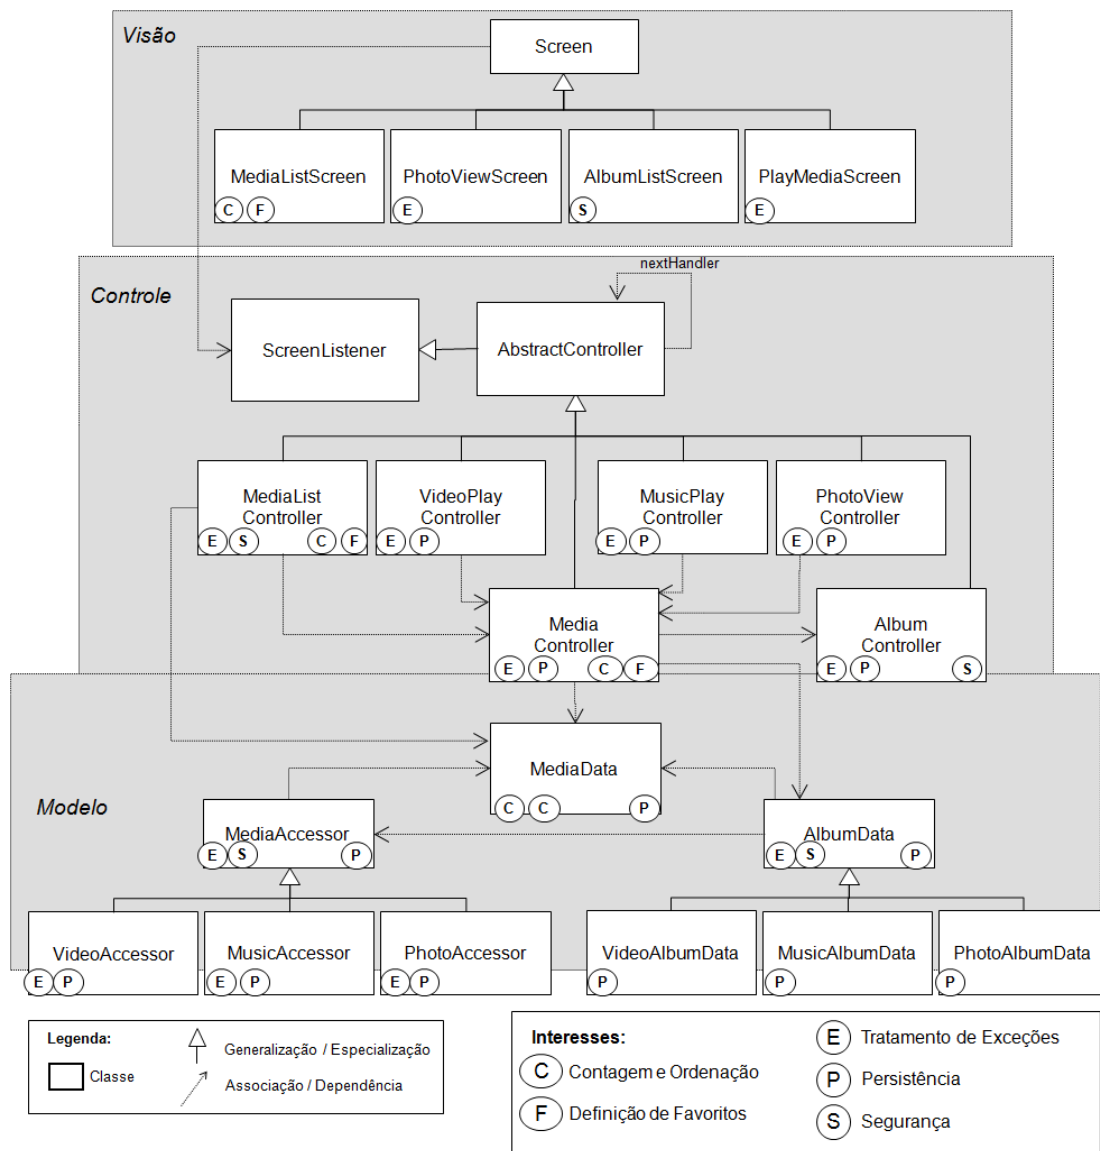 Visão
Screen
MediaListScreen
C F
PhotoViewScreen
E
AlbumListScreen
S
PlayMediaScreen
E
Controle
nextHandler
ScreenListener
AbstractController
MediaList
Controller
E S C F
VideoPlay
Controller
E P
MusicPlay
Controller
E P
PhotoView
Controller
E P
Media
Controller
E P C F
Album
Controller
E P S
Modelo
MediaData
C C P
MediaAccessor
E S P
AlbumData
E S P
VideoAccessor
E P
MusicAccessor
E P
PhotoAccessor
E P
VideoAlbumData
P
MusicAlbumData
P
PhotoAlbumData
P
Legenda:
Classe
Generalização / Especialização
Associação / Dependência
Interesses:
C Contagem e Ordenação
F Definição de Favoritos
E Tratamento de Exceções
P Persistência
S Segurança